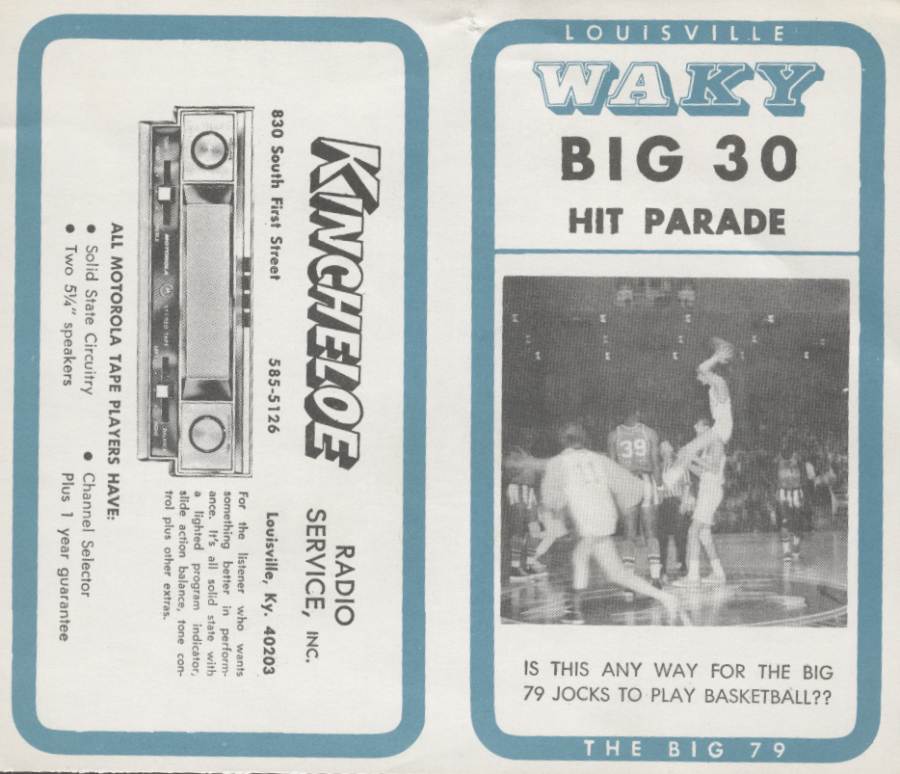 KINCHELOE
RADIO
SERVICE, INC.
830 South First Street 585-5126 Louisville, Ky. 40203
For the listener who wants
something better in perform-
ance. It's all solid state with
a lighted program indicator,
slide action balance, tone con-
trol plus other extras.
MOTOROLA
ALL MOTOROLA TAPE PLAYERS HAVE:
• Solid State Circuitry • Channel Selector
• Two 5¼" speakers Plus 1 year guarantee
LOUiSVILLE
WAKY
BIG 30
HIT PARADE
39
IS THIS ANY WAY FOR THE BIG
79 JOCKS TO PLAY BASKETBALL??
THE BIG 79